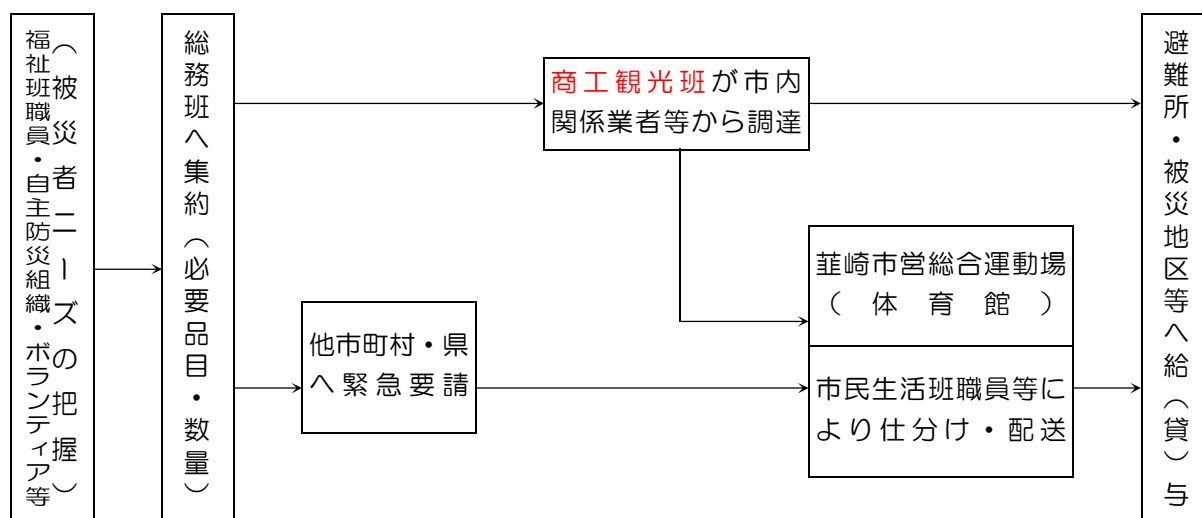 福祉班職員・自主防災組織・ボランティア等
（被災者ニーズの把握）
総務班へ集約（必要品目・数量）
商工観光班が市内
関係業者等から調達
他市町村・県
へ緊急要請
韮崎市営総合運動場
（体育館）
市民生活班職員等に
より仕分け・配送
避難所・被災地区等へ給（貸）与